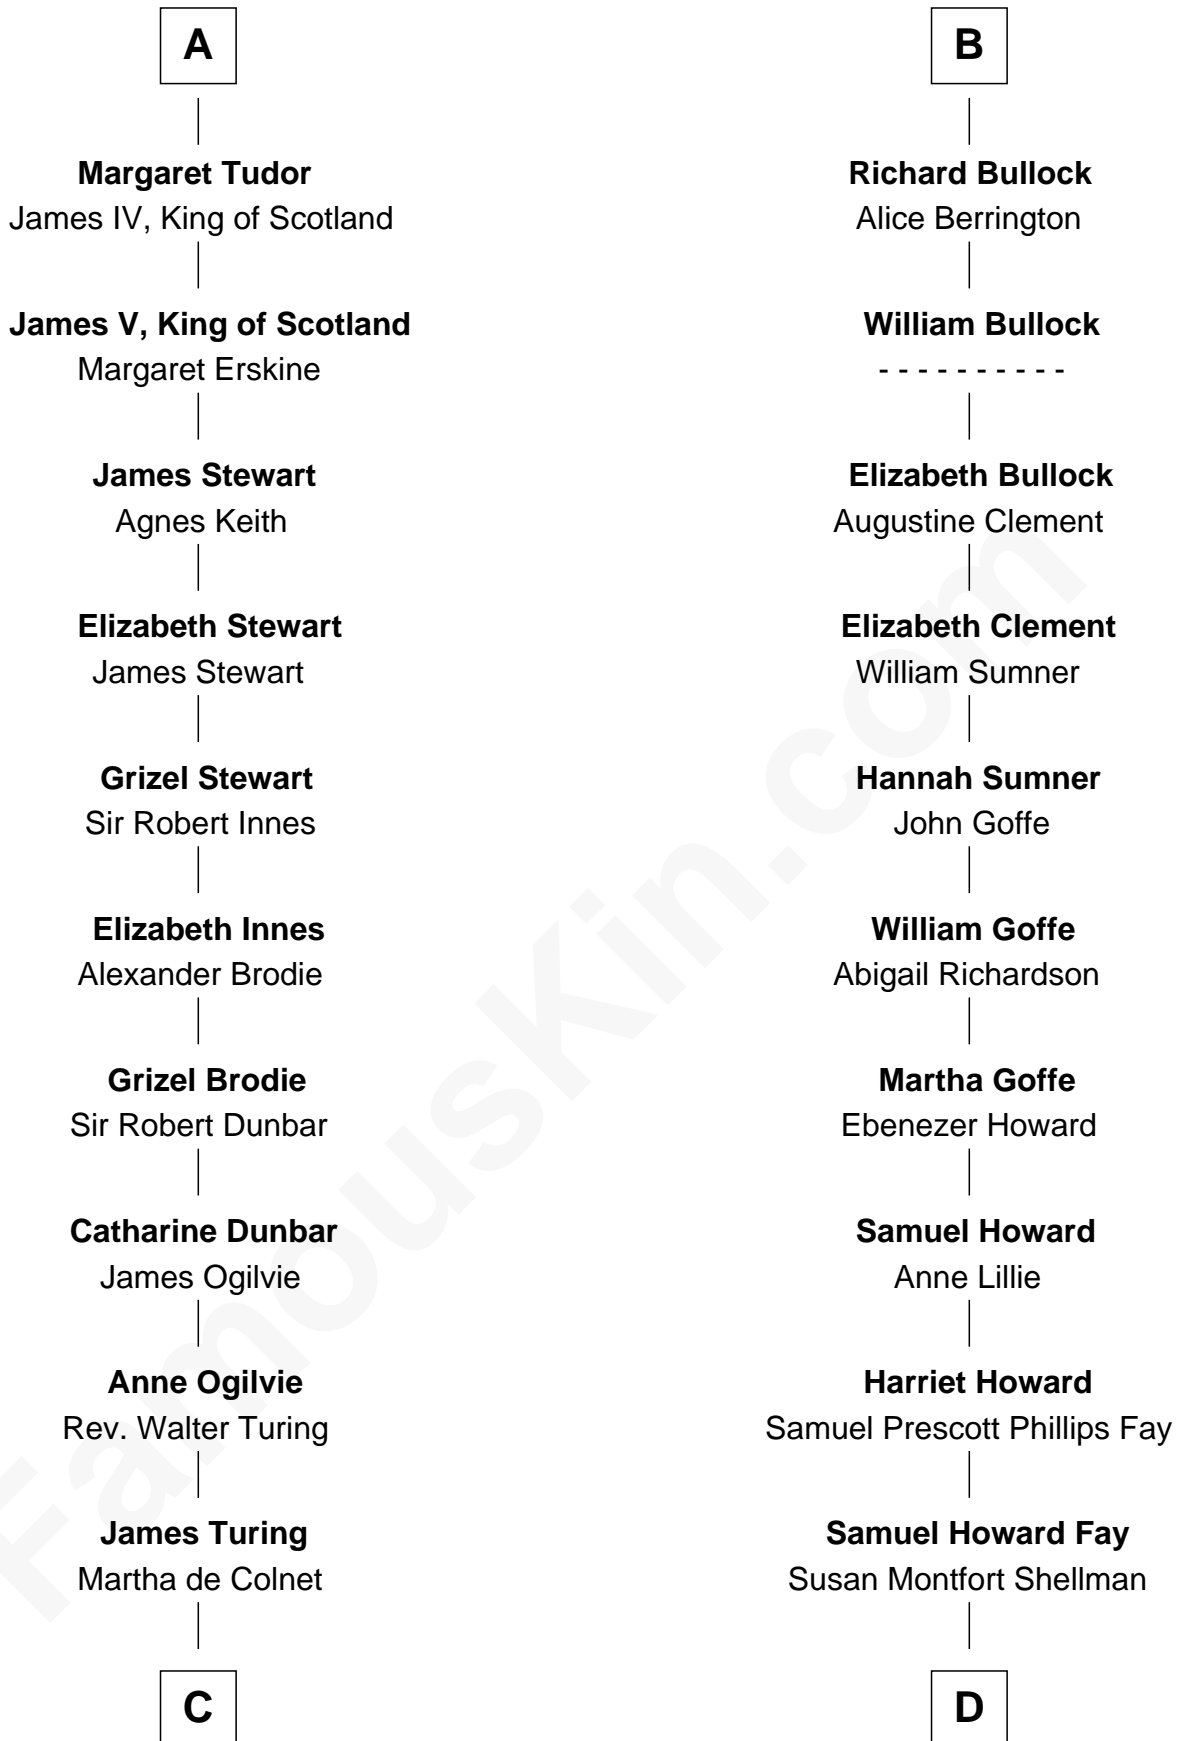 A
Margaret Tudor
James IV, King of Scotland
James V, King of Scotland
Margaret Erskine
James Stewart
Agnes Keith
Elizabeth Stewart
James Stewart
Grizel Stewart
Sir Robert Innes
Elizabeth Innes
Alexander Brodie
Grizel Brodie
Sir Robert Dunbar
Catharine Dunbar
James Ogilvie
Anne Ogilvie
Rev. Walter Turing
James Turing
Martha de Colnet
C
B
Richard Bullock
Alice Berrington
William Bullock
- - - - - - - - - -
Elizabeth Bullock
Augustine Clement
Elizabeth Clement
William Sumner
Hannah Sumner
John Goffe
William Goffe
Abigail Richardson
Martha Goffe
Ebenezer Howard
Samuel Howard
Anne Lillie
Harriet Howard
Samuel Prescott Phillips Fay
Samuel Howard Fay
Susan Montfort Shellman
D
FamousKin.com